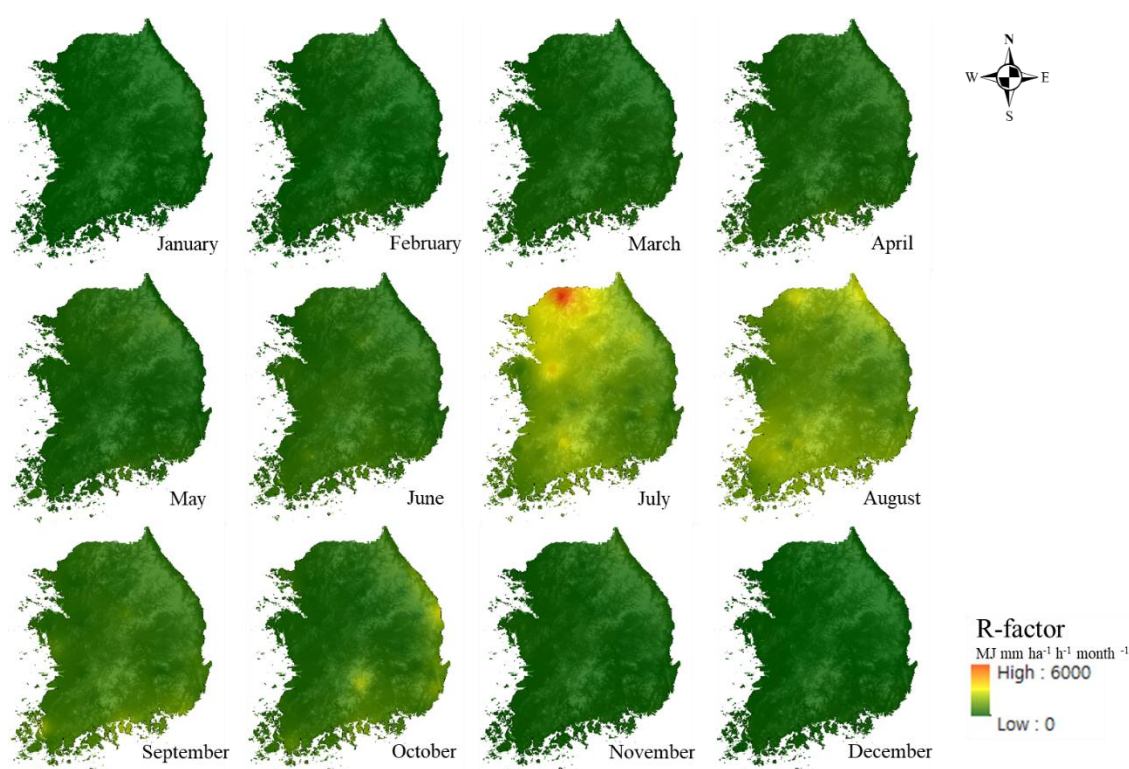 N
W E
S
January
February
March
April
May
June
July
August
September
October
November
December
R-factor
MJ mm ha⁻¹ h⁻¹ month ⁻¹
High : 6000
Low : 0